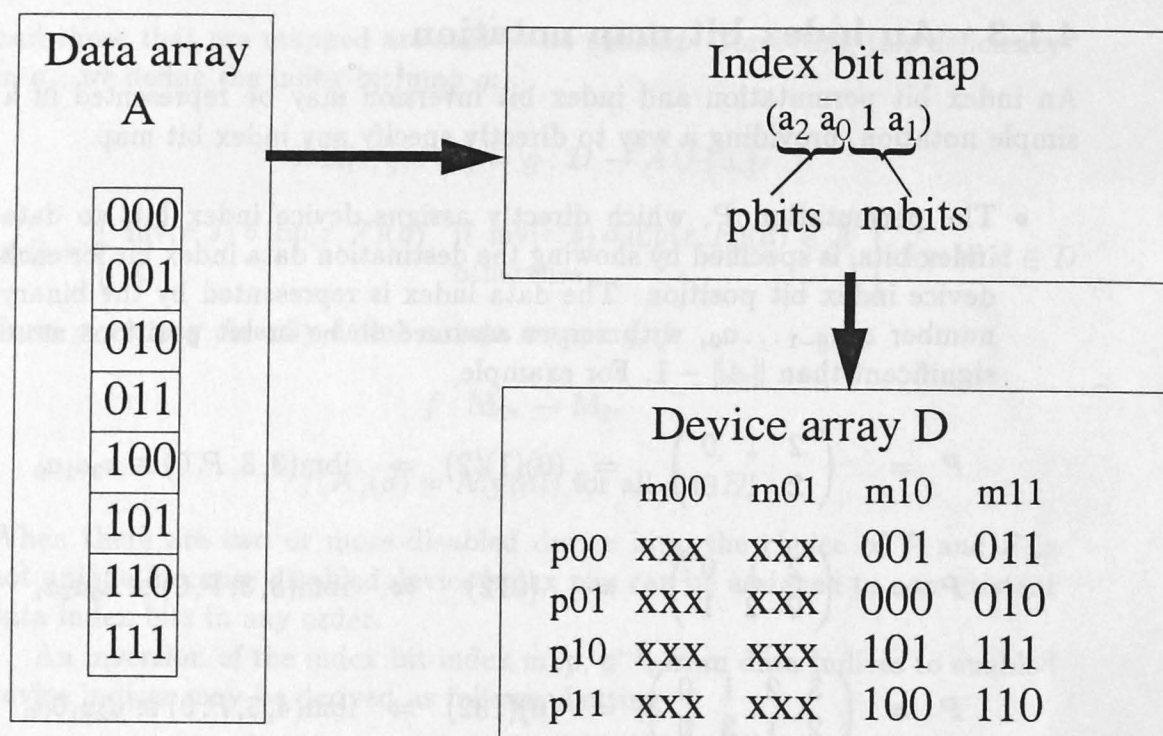 Data array
A
000
001
010
011
100
101
110
111
Index bit map
(a₂ ā₀ 1 a₁)
pbits mbits
Device array D
m00 m01 m10 m11
p00 xxx xxx 001 011
p01 xxx xxx 000 010
p10 xxx xxx 101 111
p11 xxx xxx 100 110